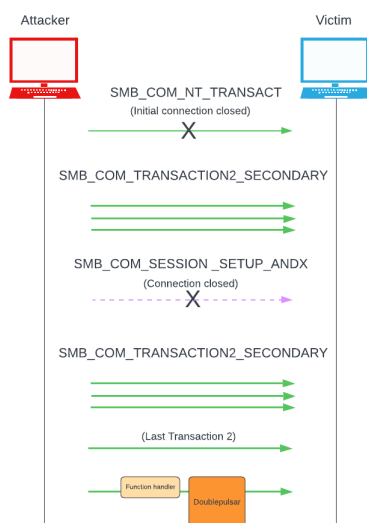 Attacker
Victim
SMB_COM_NT_TRANSACT
(Initial connection closed)
X
SMB_COM_TRANSACTION2_SECONDARY
SMB_COM_SESSION _SETUP_ANDX
(Connection closed)
X
SMB_COM_TRANSACTION2_SECONDARY
(Last Transaction 2)
Function handler
Doublepulsar